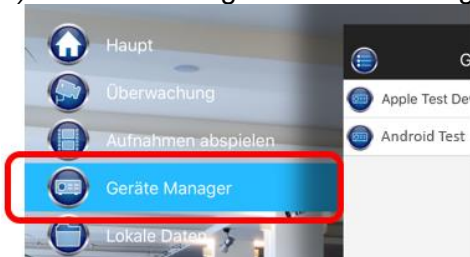 Haupt
Überwachung
Aufnahmen abspielen
Geräte Manager
Lokale Daten
G
Apple Test De
Android Test